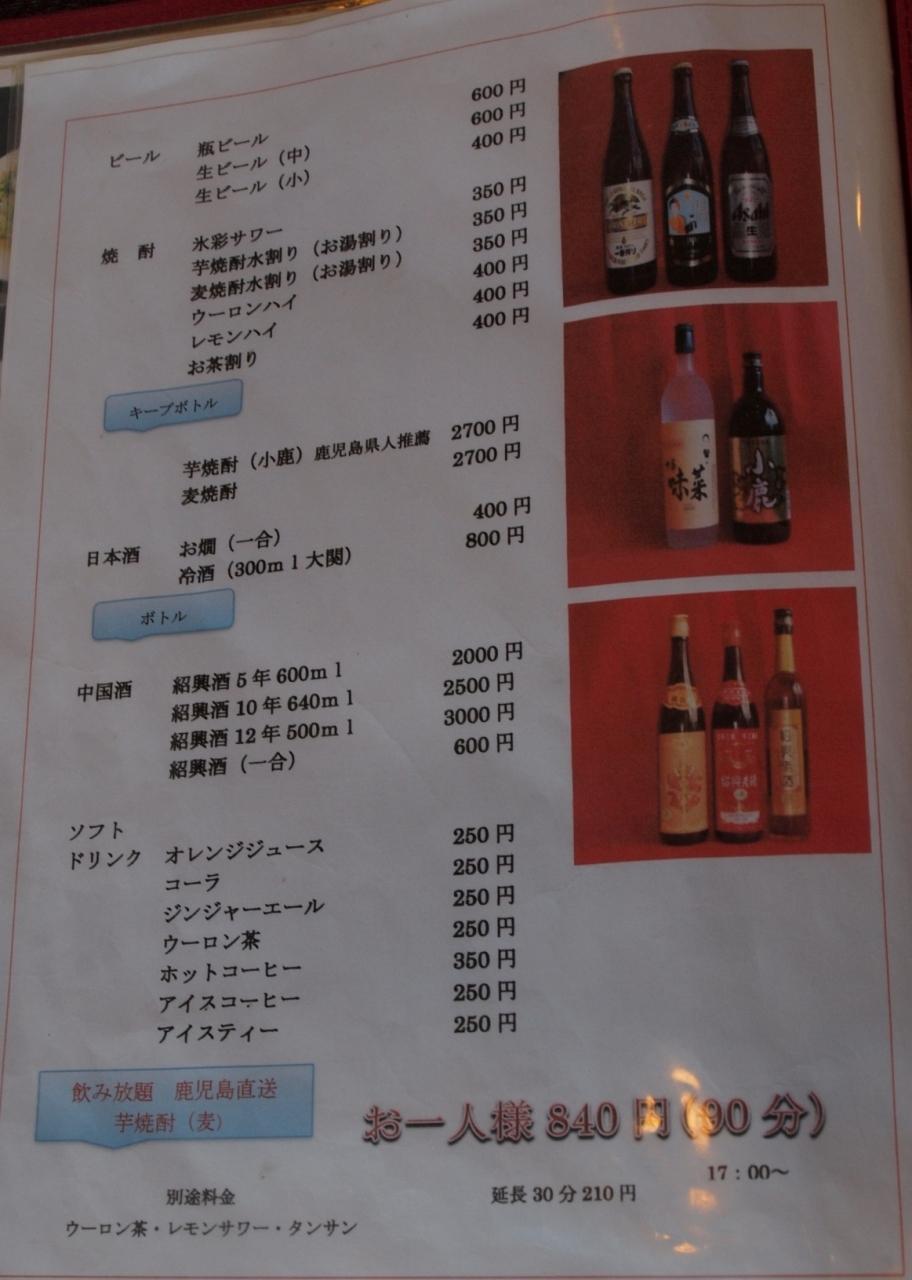 ビール 瓶ビール 600円
生ビール（中） 600円
生ビール（小） 400円
焼 酎 氷彩サワー 350円
芋焼酎水割り（お湯割り） 350円
麦焼酎水割り（お湯割り） 350円
ウーロンハイ 400円
レモンハイ 400円
お茶割り 400円
キープボトル
芋焼酎（小鹿）鹿児島県人推薦 2700円
麦焼酎 2700円
日本酒 お燗（一合） 400円
冷酒（300ml大関） 800円
ボトル
中国酒 紹興酒5年600ml 2000円
紹興酒10年640ml 2500円
紹興酒12年500ml 3000円
紹興酒（一合） 600円
ソフト
ドリンク オレンジジュース 250円
コーラ 250円
ジンジャーエール 250円
ウーロン茶 250円
ホットコーヒー 350円
アイスコーヒー 250円
アイスティー 250円
飲み放題 鹿児島直送
芋焼酎（麦）
お一人様840円（90分）
17：00～
別途料金 延長30分210円
ウーロン茶・レモンサワー・タンサン
Asahi
生
味菜
小鹿